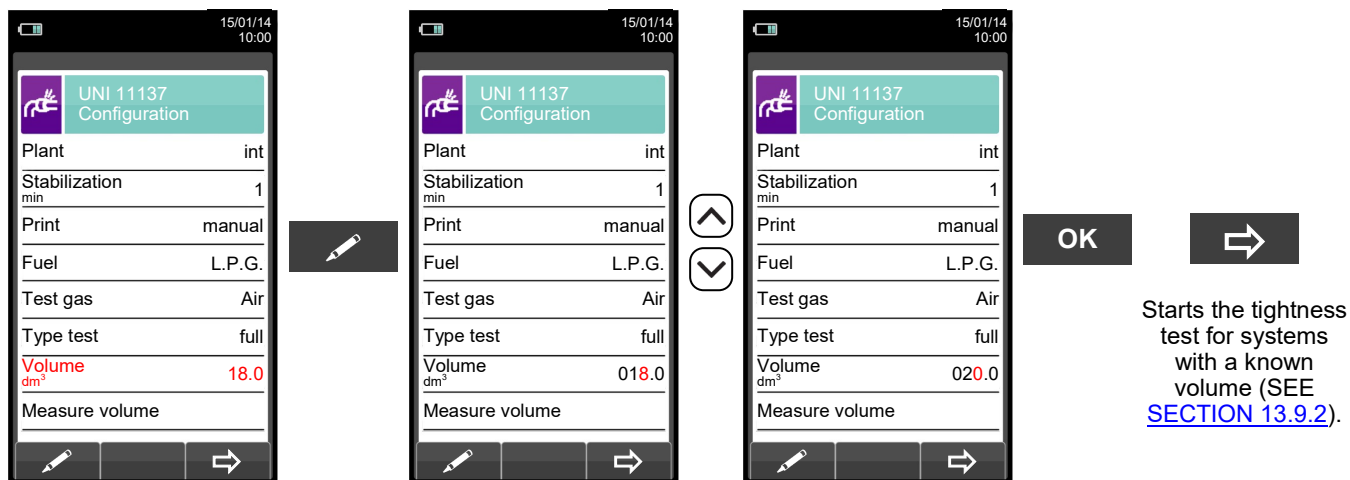 15/01/14
10:00
UNI 11137
Configuration
Plant int
Stabilization 1
min
Print manual
Fuel L.P.G.
Test gas Air
Type test full
Volume 18.0
dm³
Measure volume
15/01/14
10:00
UNI 11137
Configuration
Plant int
Stabilization 1
min
Print manual
Fuel L.P.G.
Test gas Air
Type test full
Volume 018.0
dm³
Measure volume
15/01/14
10:00
UNI 11137
Configuration
Plant int
Stabilization 1
min
Print manual
Fuel L.P.G.
Test gas Air
Type test full
Volume 020.0
dm³
Measure volume
OK
Starts the tightness
test for systems
with a known
volume (SEE
SECTION 13.9.2).